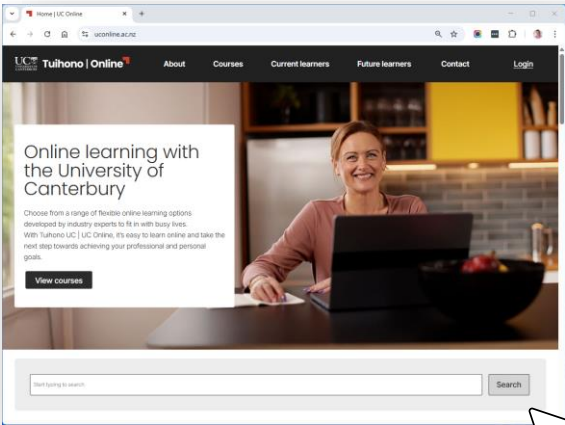 Home | UC Online
uconline.ac.nz
UC Tuihono | Online
About
Courses
Current learners
Future learners
Contact
Login
Online learning with
the University of
Canterbury
Choose from a range of flexible online learning options
developed by industry experts to fit in with busy lives.
With Tuihono UC | UC Online, it's easy to learn online and take the
next step towards achieving your professional and personal
goals.
View courses
Start typing to search
Search